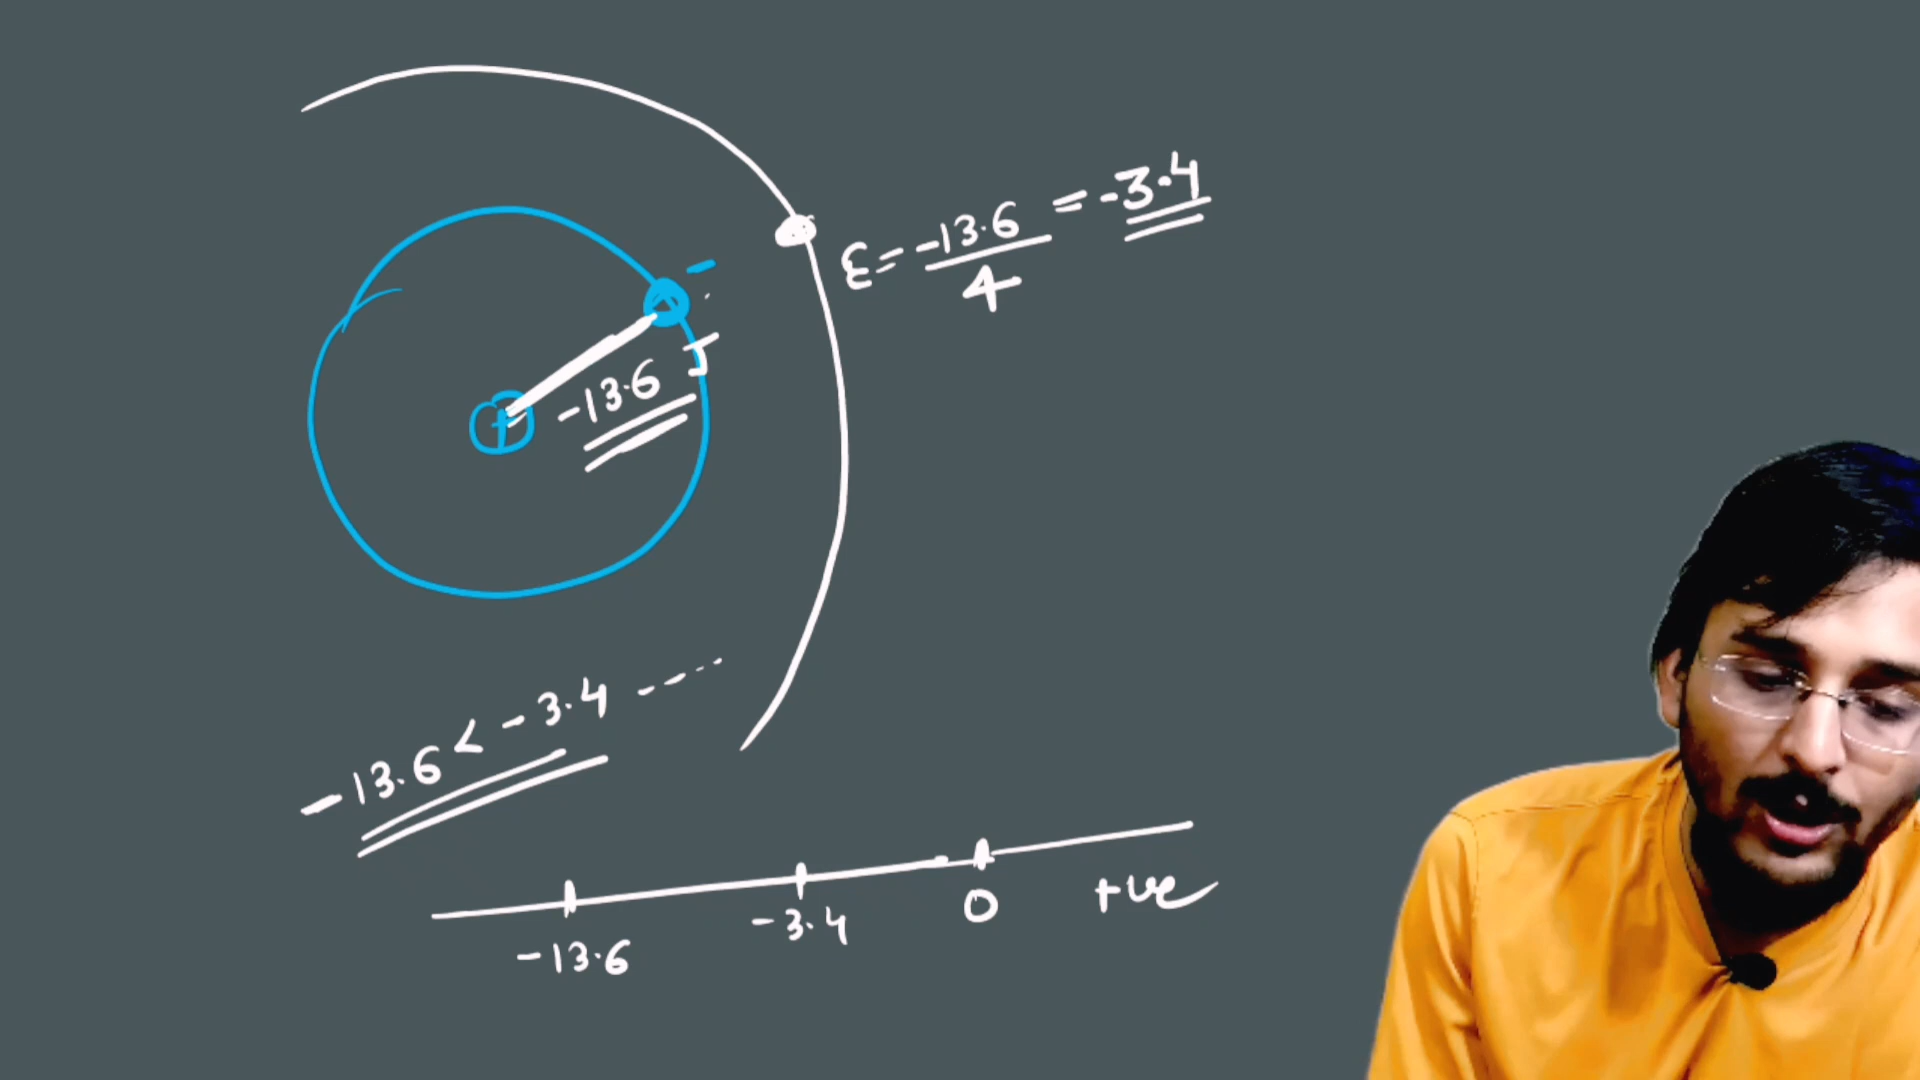 E = -13.6/4 = -3.4
-
+
-13.6
-13.6 < -3.4 ----...
-13.6 -3.4 0 +ve